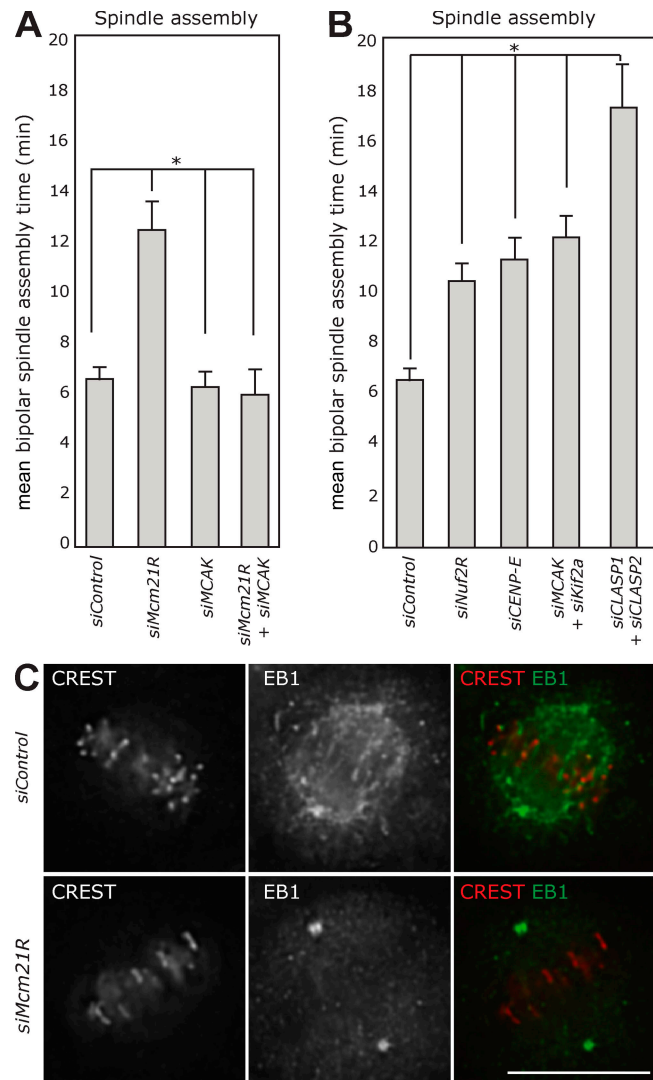 A
Spindle assembly
mean bipolar spindle assembly time (min)
20
18
16
14
12
10
8
6
4
2
0
*
siControl
siMcm21R
siMCAK
siMcm21R
+ siMCAK
B
Spindle assembly
mean bipolar spindle assembly time (min)
20
18
16
14
12
10
8
6
4
2
0
*
siControl
siNuf2R
siCENP-E
siMCAK
+ siKif2a
siCLASP1
+ siCLASP2
C
siControl
CREST
EB1
CREST EB1
siMcm21R
CREST
EB1
CREST EB1